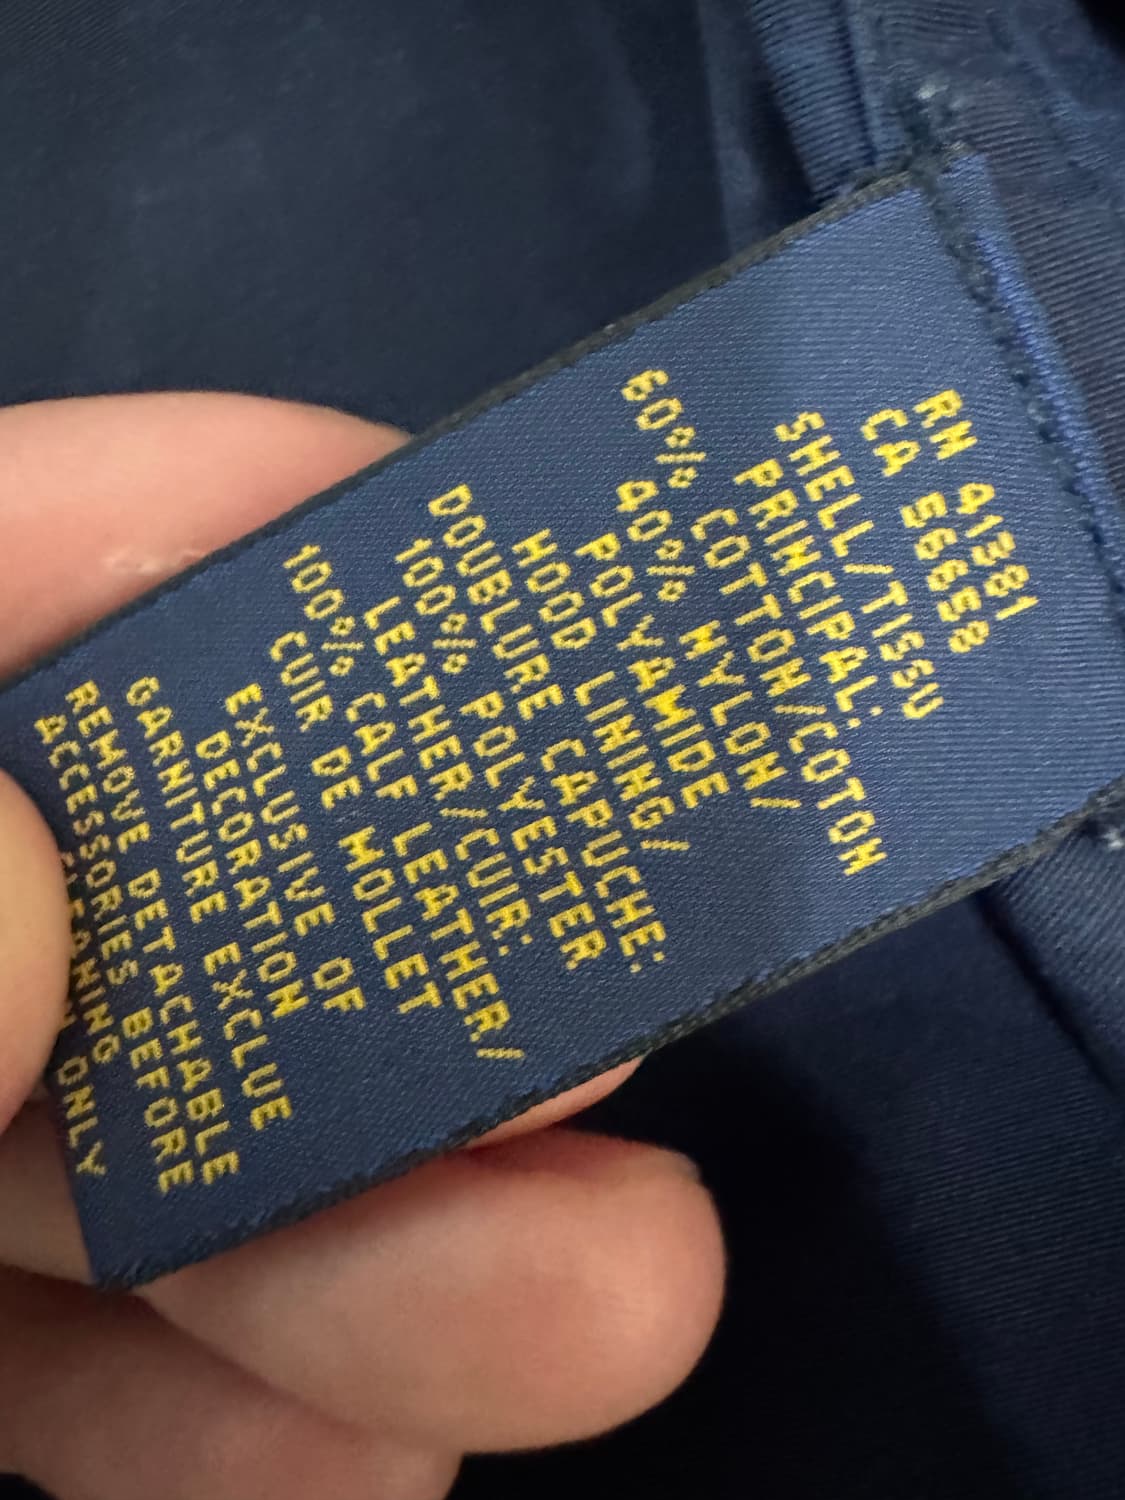 RN 41381
CA 56658
SHELL/TISSU
PRINCIPAL:
60% COTTON/COTON
40% NYLON/
POLYAMIDE
HOOD LINING/
DOUBLURE CAPUCHE:
100% POLYESTER
LEATHER/CUIR:
100% CALF LEATHER/
CUIR DE MOLLET
EXCLUSIVE OF
DECORATION
GARNITURE EXCLUE
REMOVE DETACHABLE
ACCESSORIES BEFORE
CLEANING
ONLY